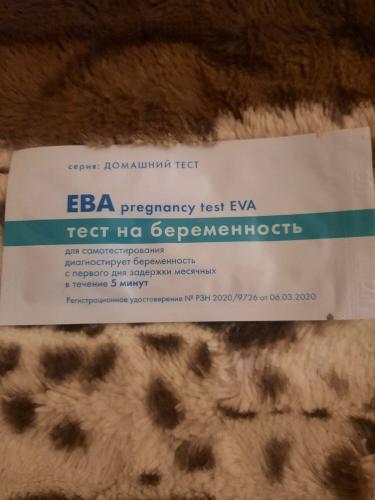 серия: ДОМАШНИЙ ТЕСТ
ЕВА pregnancy test EVA
тест на беременность
для самотестирования
диагностирует беременность
с первого дня задержки месячных
в течение 5 минут
Регистрационное удостоверение № РЗН 2020/9726 от 06.03.2020